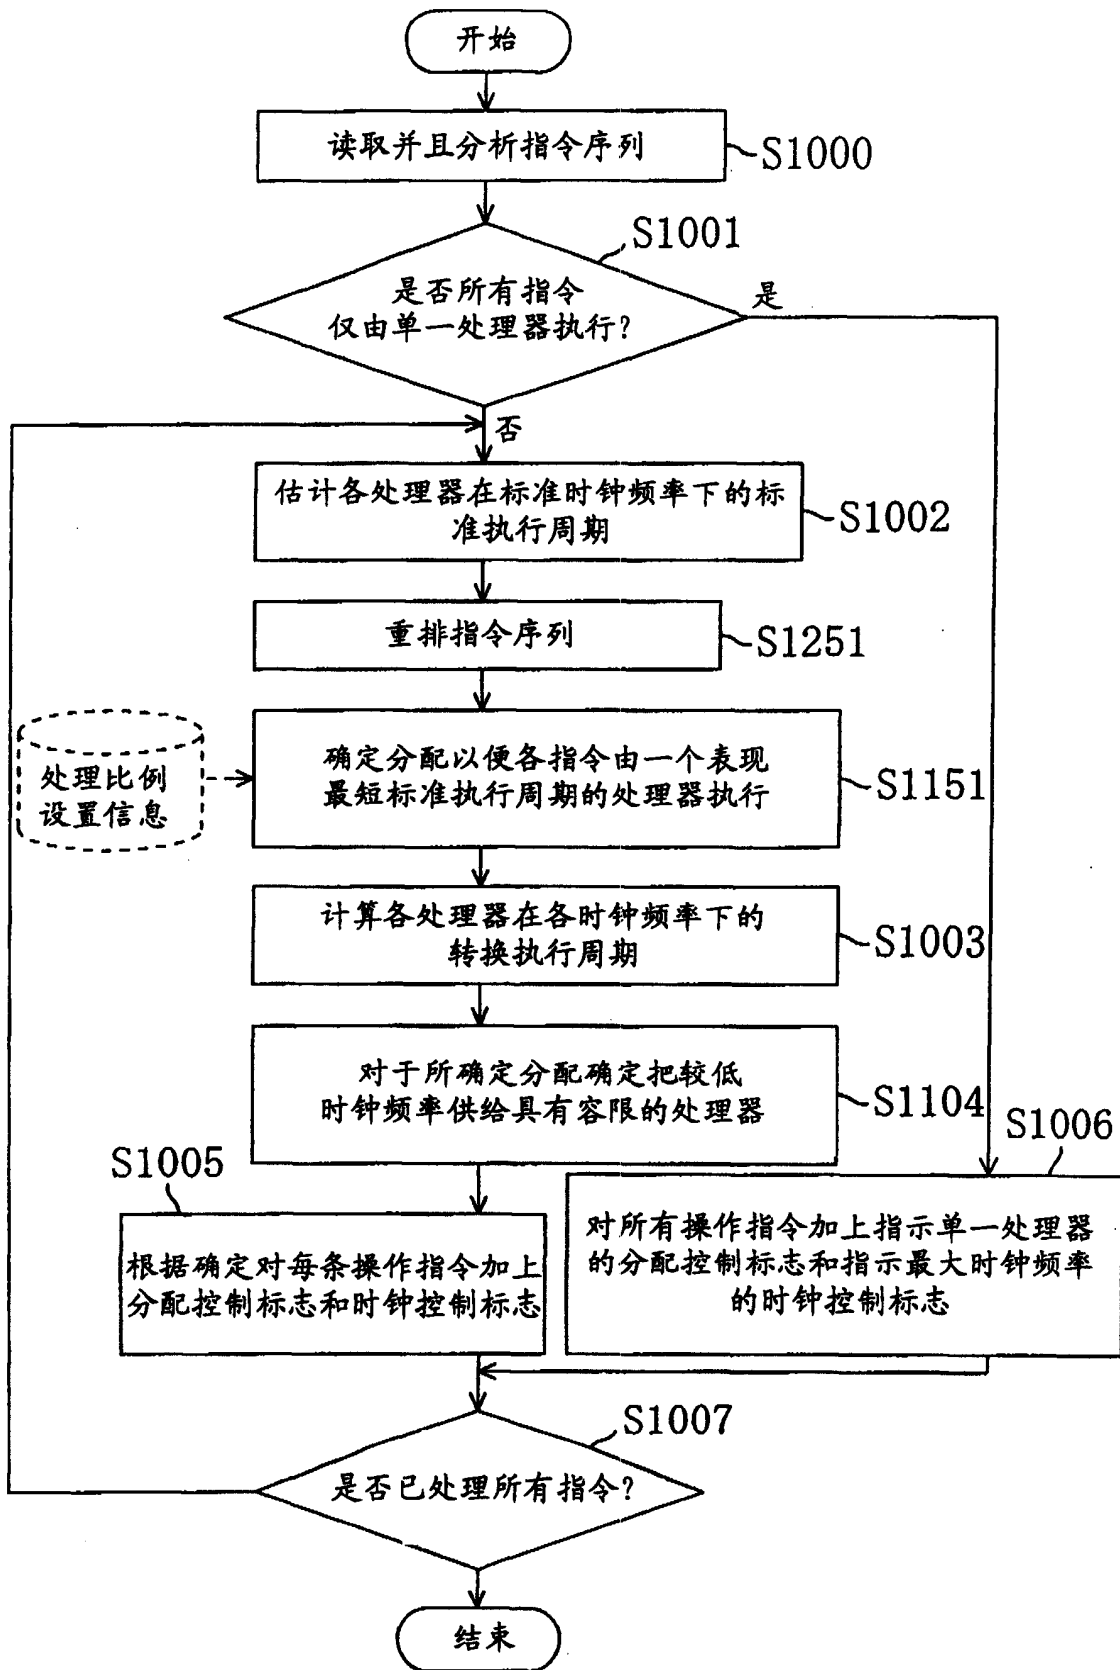 开始
读取并且分析指令序列
S1000
S1001
是否所有指令
仅由单一处理器执行?
是
否
估计各处理器在标准时钟频率下的标
准执行周期
S1002
重排指令序列
S1251
处理比例
设置信息
确定分配以便各指令由一个表现
最短标准执行周期的处理器执行
S1151
计算各处理器在各时钟频率下的
转换执行周期
S1003
对于所确定分配确定把较低
时钟频率供给具有容限的处理器
S1104
S1005
根据确定对每条操作指令加上
分配控制标志和时钟控制标志
S1006
对所有操作指令加上指示单一处理器
的分配控制标志和指示最大时钟频率
的时钟控制标志
S1007
是否已处理所有指令?
结束